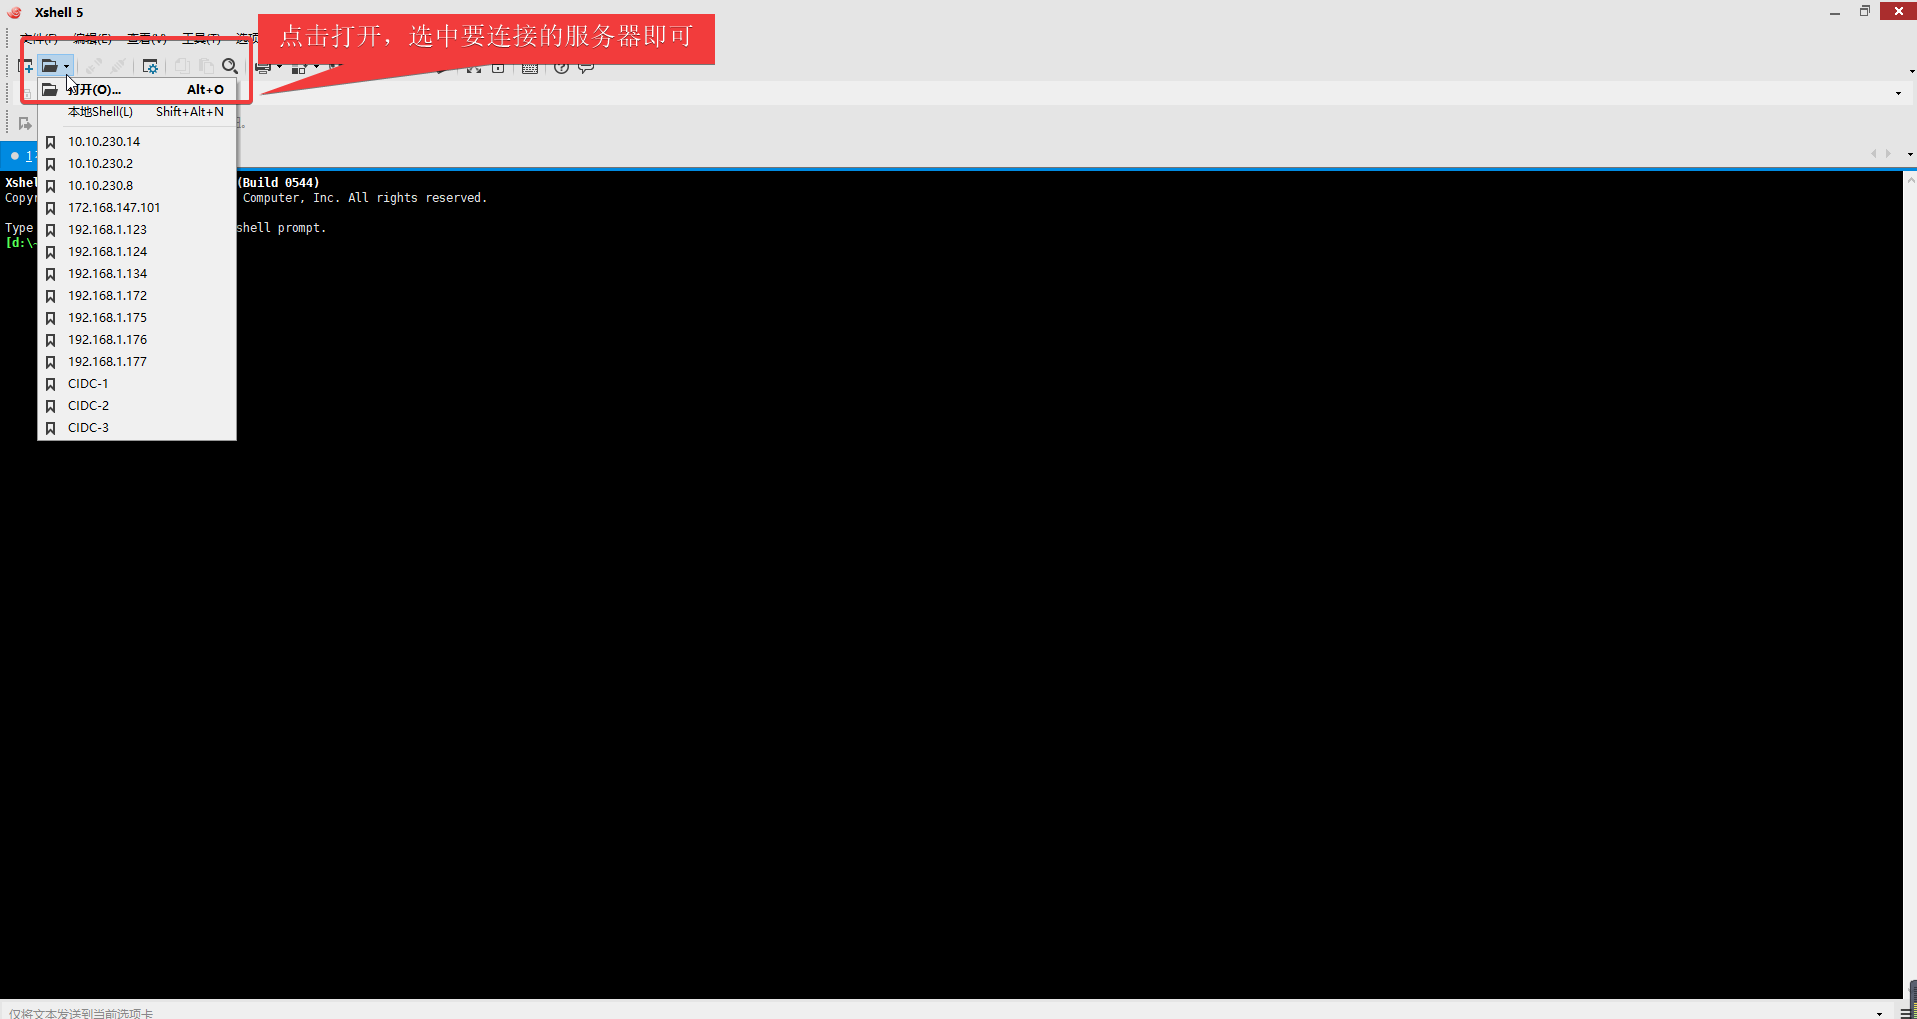 Xshell 5
文件(F) 编辑(E) 查看(V) 工具(T) 选项
点击打开，选中要连接的服务器即可
打开(O)... Alt+O
本地Shell(L) Shift+Alt+N
10.10.230.14
1
10.10.230.2
10.10.230.8
172.168.147.101
192.168.1.123
192.168.1.124
192.168.1.134
192.168.1.172
192.168.1.175
192.168.1.176
192.168.1.177
CIDC-1
CIDC-2
CIDC-3
Xshel (Build 0544)
Copyr Computer, Inc. All rights reserved.
Type shell prompt.
[d:\~
仅将文本发送到当前选项卡